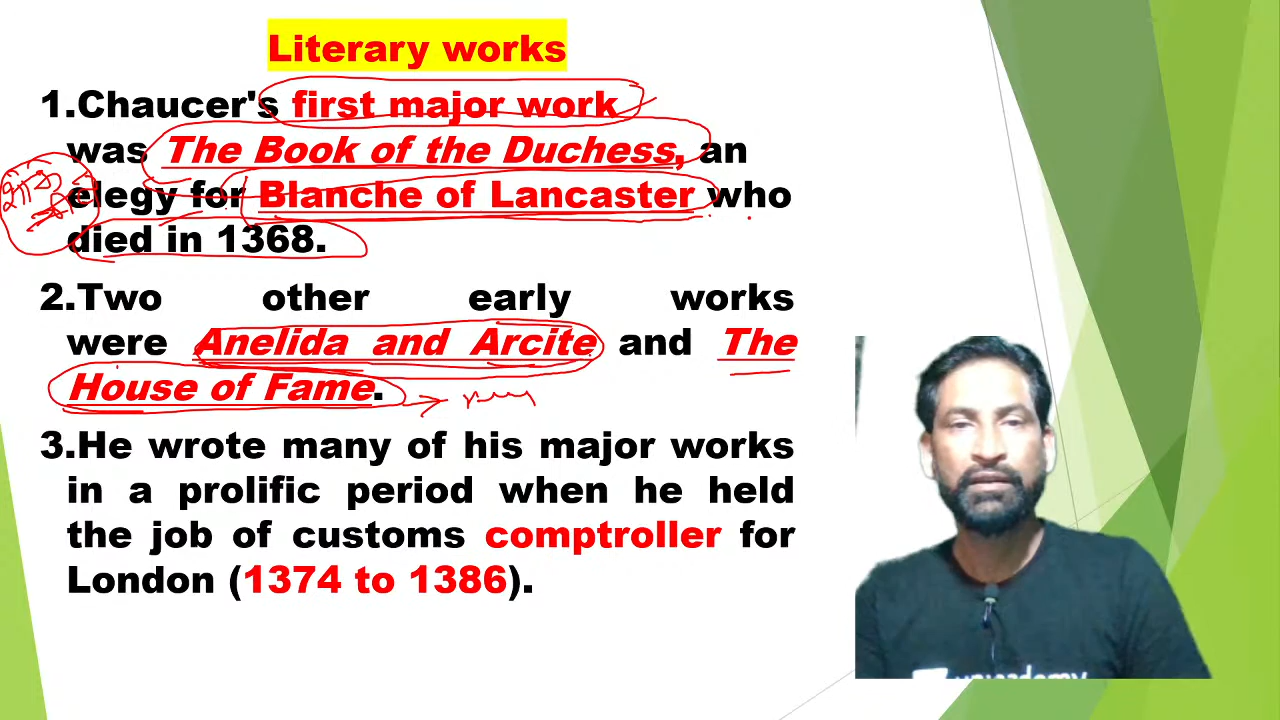 Literary works
1.Chaucer's first major work
was The Book of the Duchess, an
elegy for Blanche of Lancaster who
died in 1368.
2.Two other early works
were Anelida and Arcite and The
House of Fame.
3.He wrote many of his major works
in a prolific period when he held
the job of customs comptroller for
London (1374 to 1386).